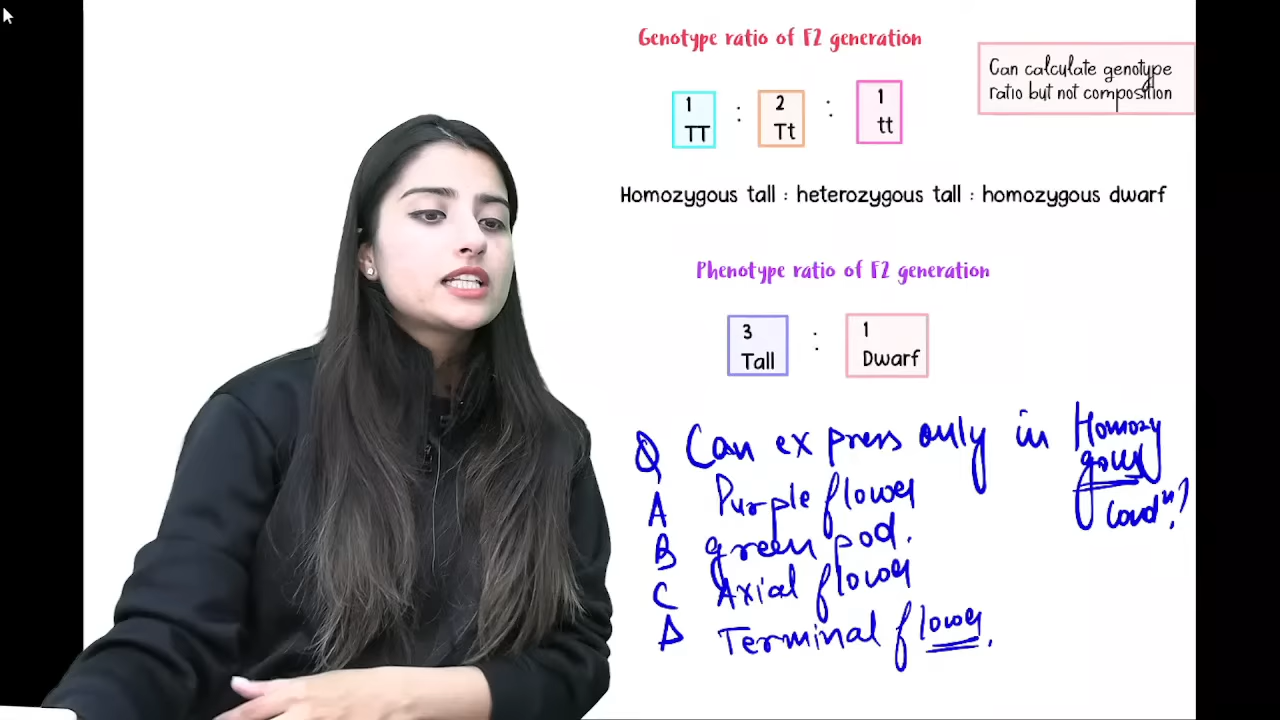 Genotype ratio of F2 generation
Can calculate genotype
ratio but not composition
1 : 2 : 1
TT Tt tt
Homozygous tall : heterozygous tall : homozygous dwarf
Phenotype ratio of F2 generation
3 : 1
Tall Dwarf
Q Can express only in Homozy
gous
condn?
A Purple flower
B green pod.
C Axial flower
D Terminal flower.